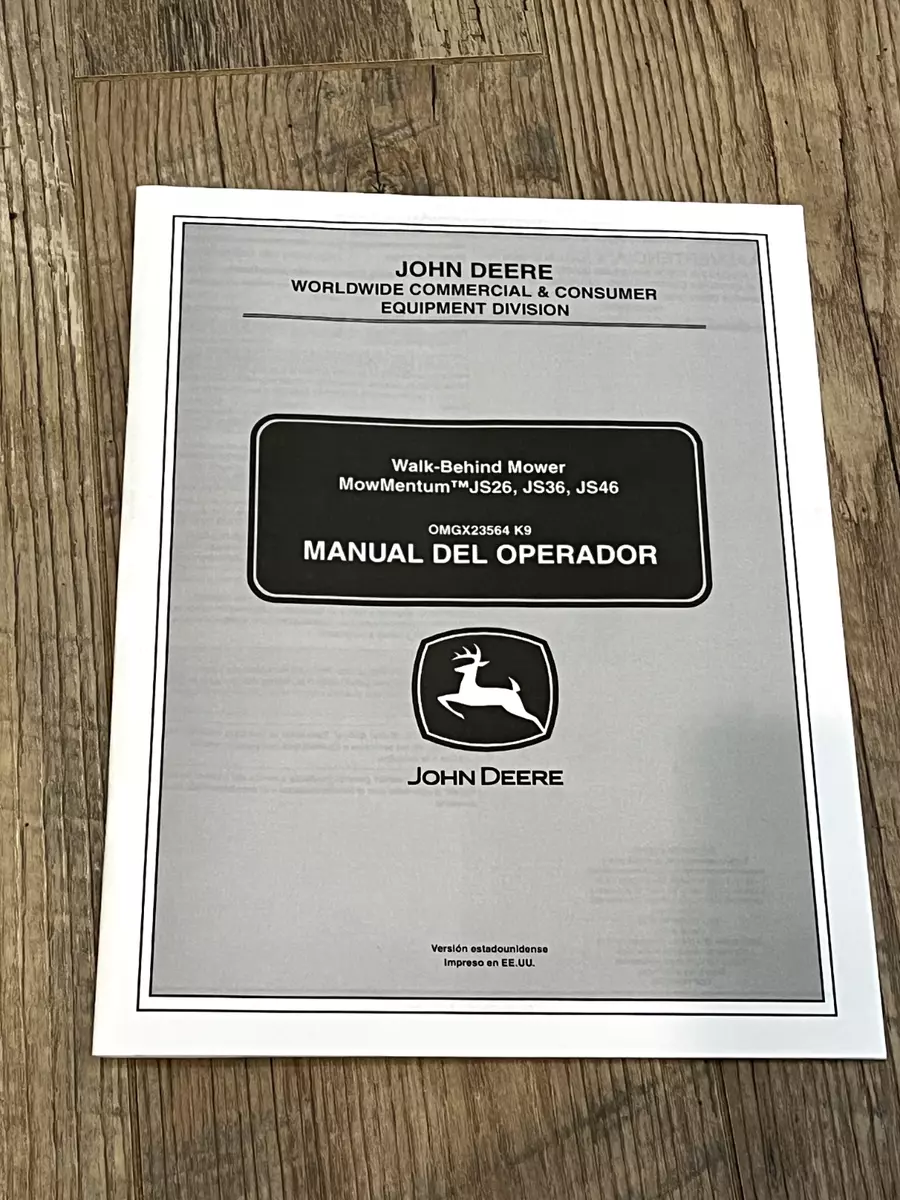 JOHN DEERE
WORLDWIDE COMMERCIAL & CONSUMER
EQUIPMENT DIVISION
Walk-Behind Mower
MowMentum™JS26, JS36, JS46
OMGX23564 K9
MANUAL DEL OPERADOR
JOHN DEERE
Versión estadounidense
Impreso en EE.UU.